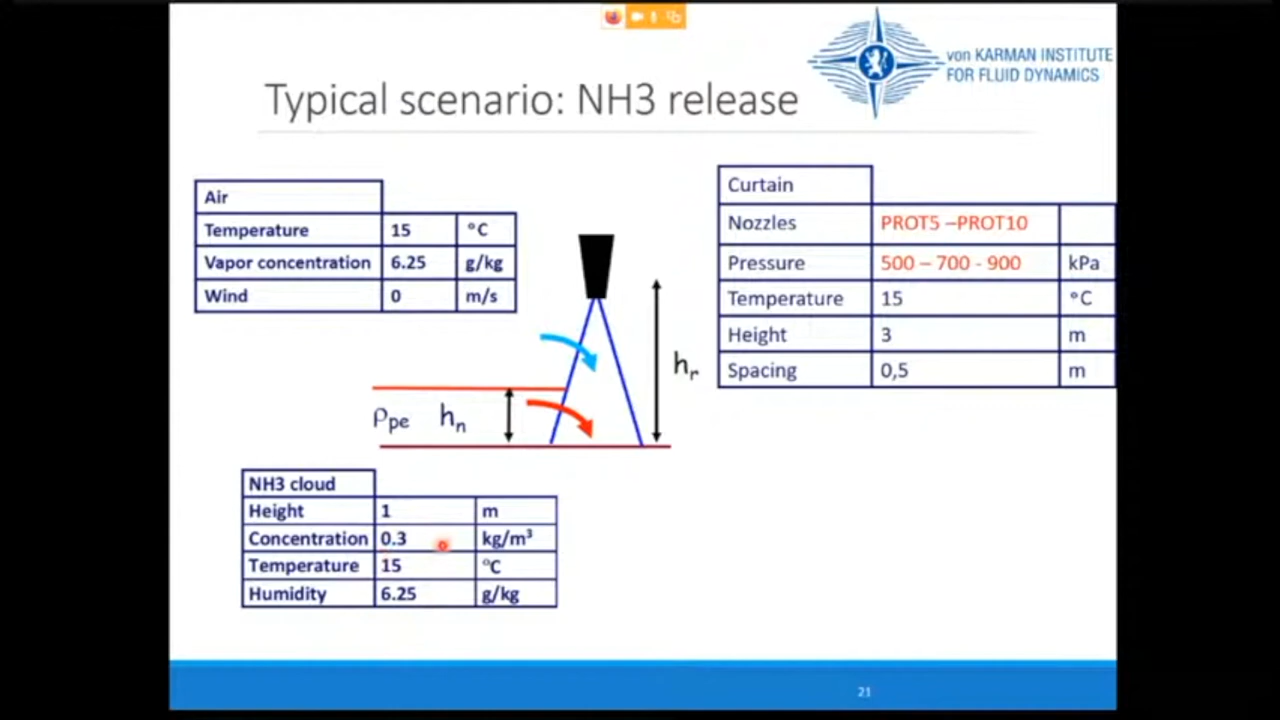 von KARMAN INSTITUTE
FOR FLUID DYNAMICS
Typical scenario: NH3 release
Air
Temperature 15 °C
Vapor concentration 6.25 g/kg
Wind 0 m/s
Curtain
Nozzles PROT5 –PROT10
Pressure 500 – 700 - 900 kPa
Temperature 15 °C
Height 3 m
Spacing 0,5 m
hr
ρpe hn
NH3 cloud
Height 1 m
Concentration 0.3 kg/m³
Temperature 15 °C
Humidity 6.25 g/kg
21